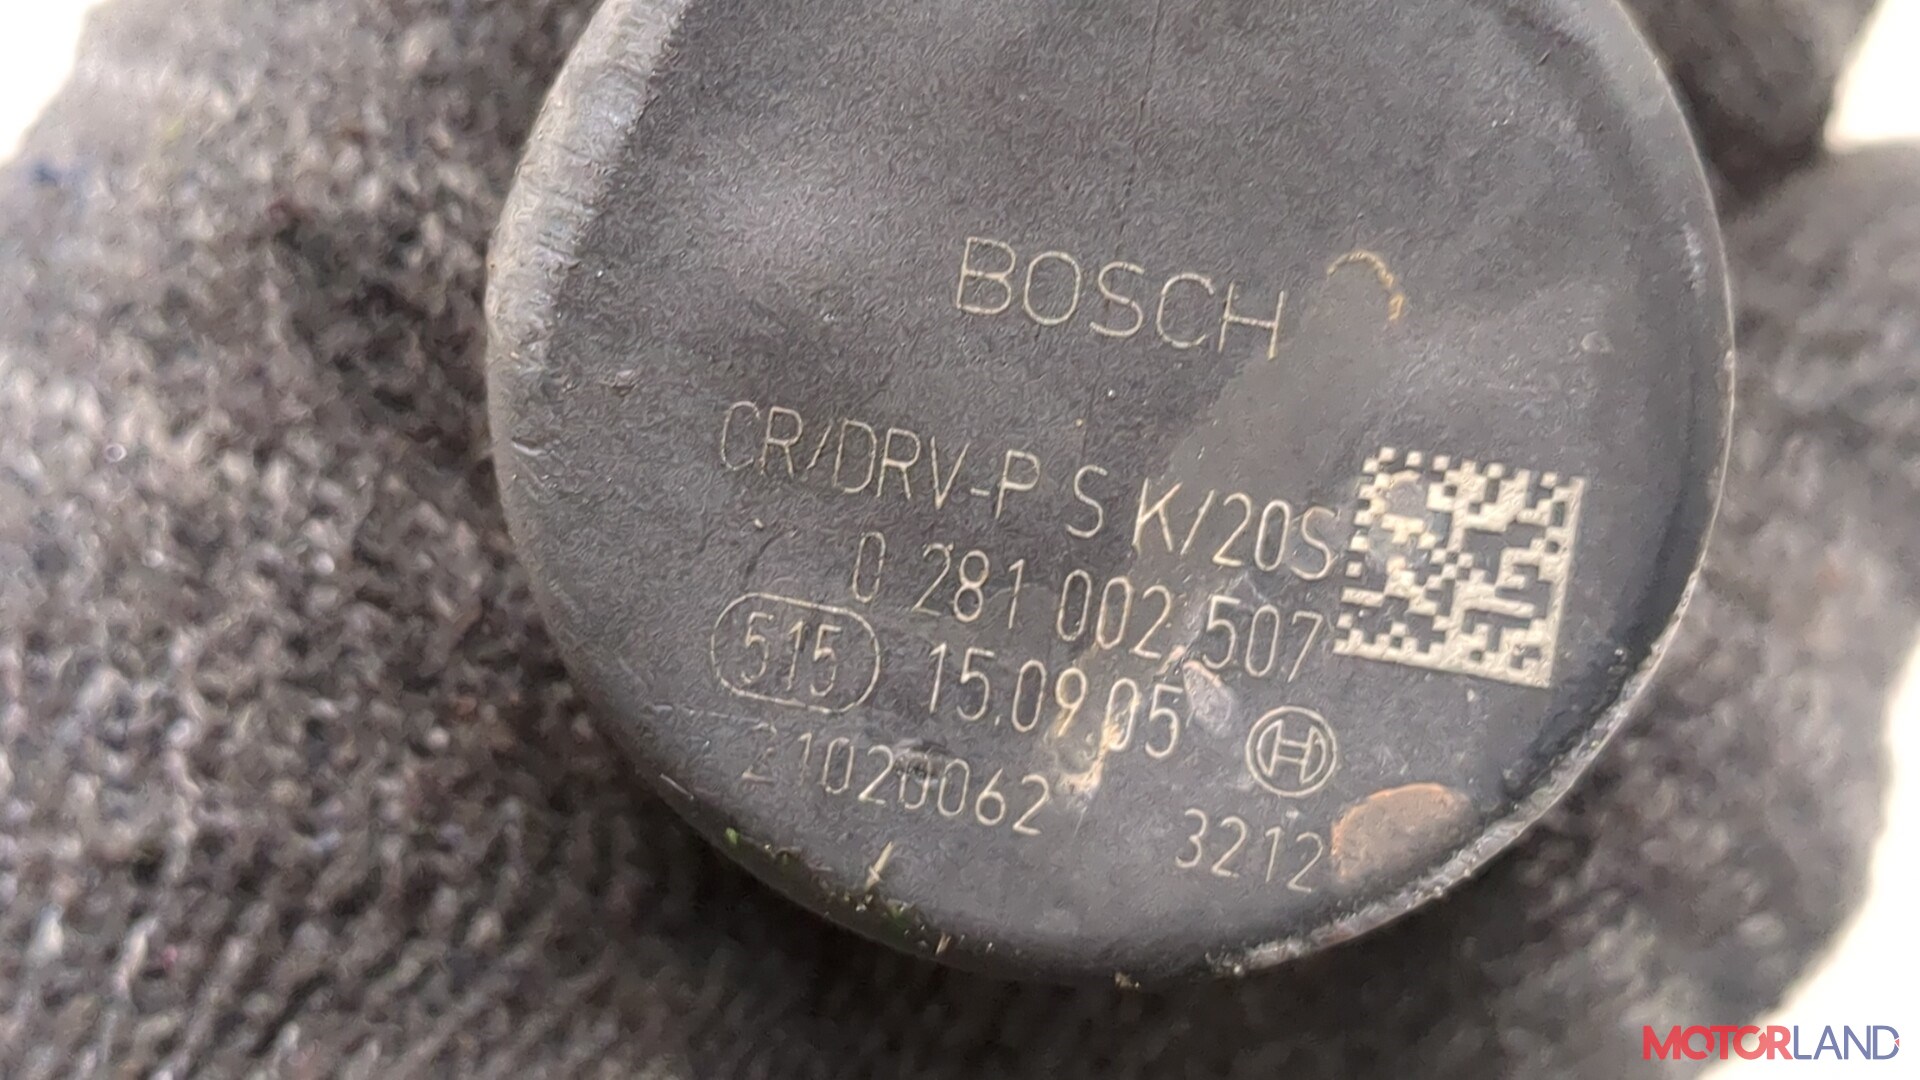 BOSCH
CR/DRV-P S K/20S
0 281 002 507
515 15.09.05
21020062 3212
MOTORLAND